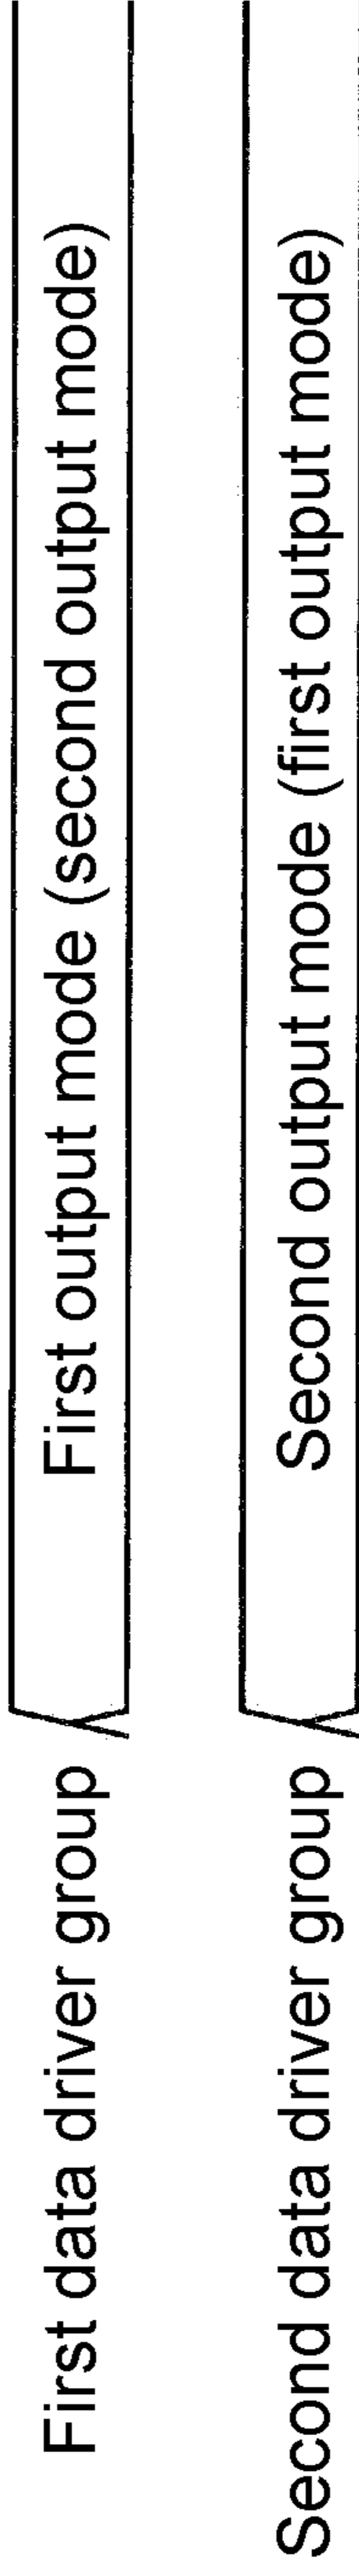 First data driver group First output mode (second output mode)
Second data driver group Second output mode (first output mode)